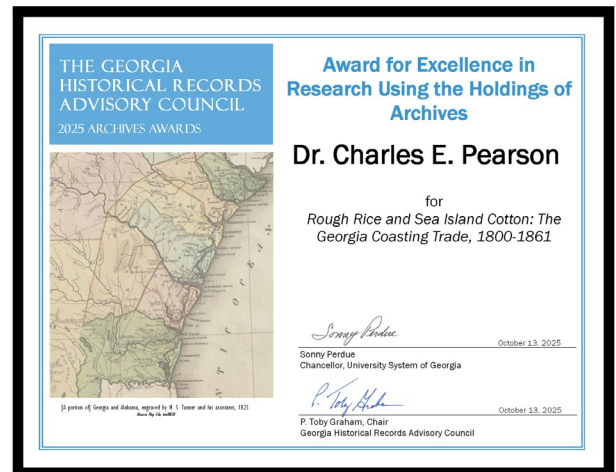 THE GEORGIA
HISTORICAL RECORDS
ADVISORY COUNCIL
2025 ARCHIVES AWARDS
Award for Excellence in
Research Using the Holdings of
Archives
Dr. Charles E. Pearson
for
Rough Rice and Sea Island Cotton: The
Georgia Coasting Trade, 1800-1861
Sonny Perdue
October 13, 2025
Sonny Perdue
Chancellor, University System of Georgia
P. Toby Graham
October 13, 2025
P. Toby Graham, Chair
Georgia Historical Records Advisory Council
[A portion of] Georgia and Alabama, engraved by H. S. Tanner and his assistants, 1823.